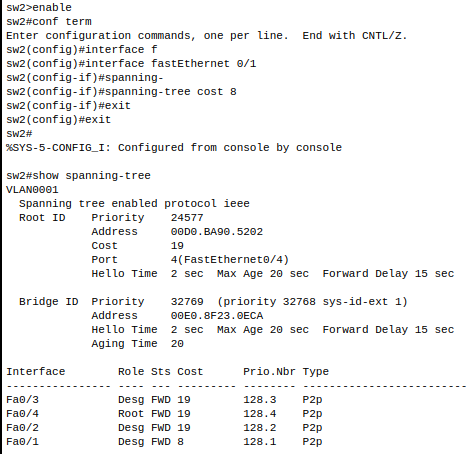 sw2>enable
sw2#conf term
Enter configuration commands, one per line.  End with CNTL/Z.
sw2(config)#interface f
sw2(config)#interface fastEthernet 0/1
sw2(config-if)#spanning-
sw2(config-if)#spanning-tree cost 8
sw2(config-if)#exit
sw2(config)#exit
sw2#
%SYS-5-CONFIG_I: Configured from console by console
sw2#show spanning-tree
VLAN0001
  Spanning tree enabled protocol ieee
  Root ID    Priority    24577
             Address     00D0.BA90.5202
             Cost        19
             Port        4(FastEthernet0/4)
             Hello Time  2 sec  Max Age 20 sec  Forward Delay 15 sec
  Bridge ID  Priority    32769  (priority 32768 sys-id-ext 1)
             Address     00E0.8F23.0ECA
             Hello Time  2 sec  Max Age 20 sec  Forward Delay 15 sec
             Aging Time  20
Interface        Role Sts Cost      Prio.Nbr Type
---------------- ---- --- --------- -------- -------------------------
Fa0/3            Desg FWD 19        128.3    P2p
Fa0/4            Root FWD 19        128.4    P2p
Fa0/2            Desg FWD 19        128.2    P2p
Fa0/1            Desg FWD 8         128.1    P2p